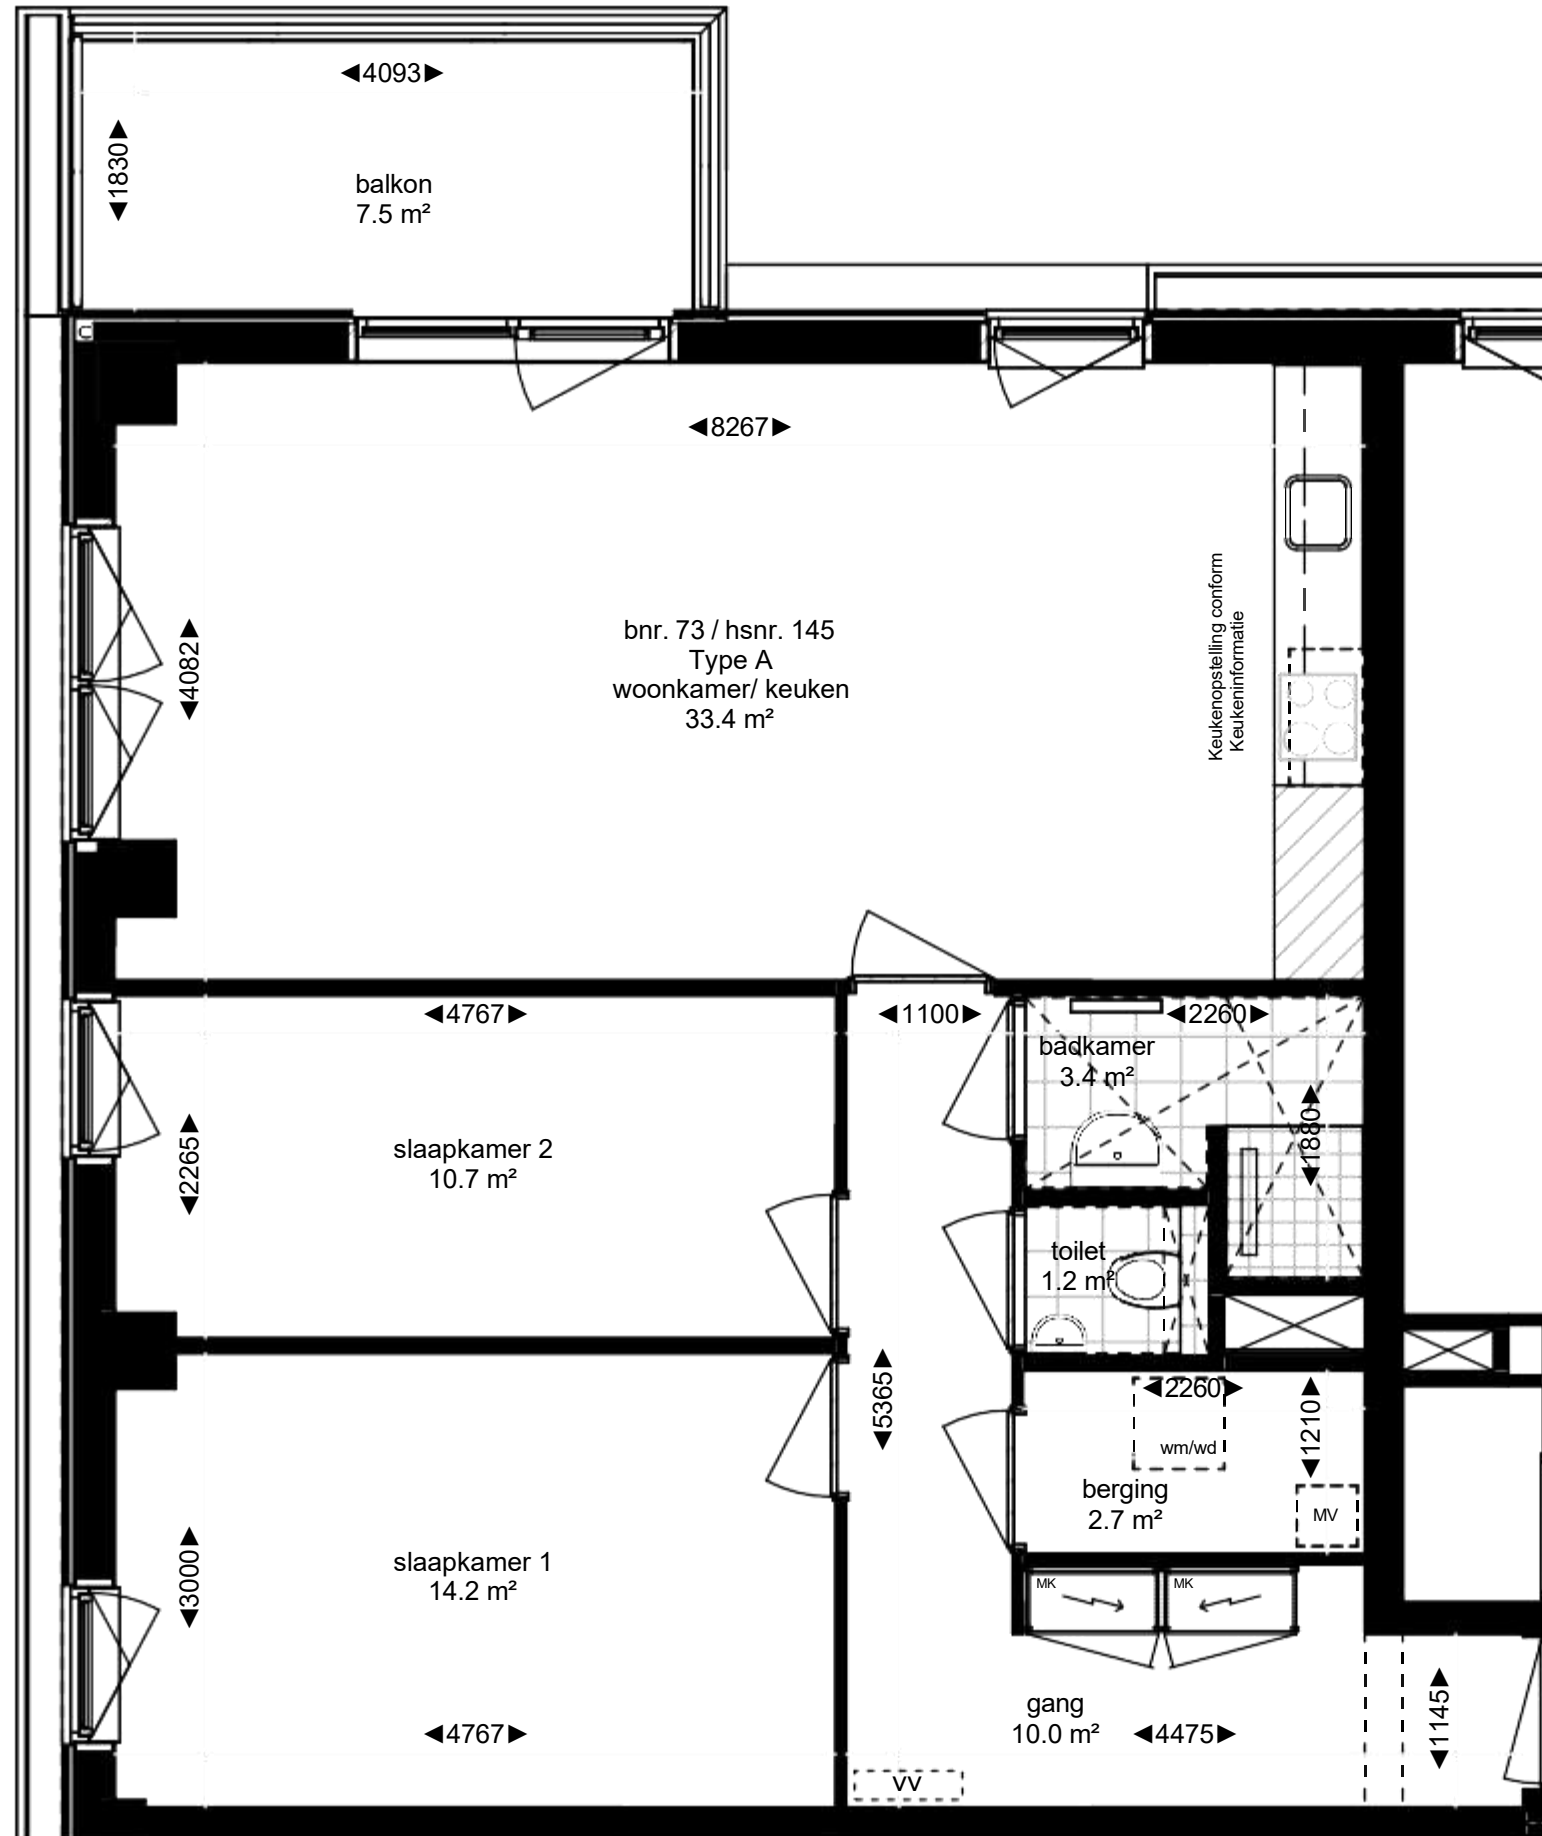 ◄4093►
◄1830►
balkon
7.5 m²
◄8267►
bnr. 73 / hsnr. 145
Type A
woonkamer/ keuken
33.4 m²
◄4082►
Keukenopstelling conform
Keukeninformatie
◄4767►
◄1100►
◄2260►
badkamer
3.4 m²
◄1880►
slaapkamer 2
10.7 m²
◄2265►
toilet
1.2 m²
◄5365►
◄2260►
◄1210►
wm/wd
berging
2.7 m²
MV
slaapkamer 1
14.2 m²
◄3000►
MK
MK
gang
10.0 m²
◄4475►
◄1145►
◄4767►
VV